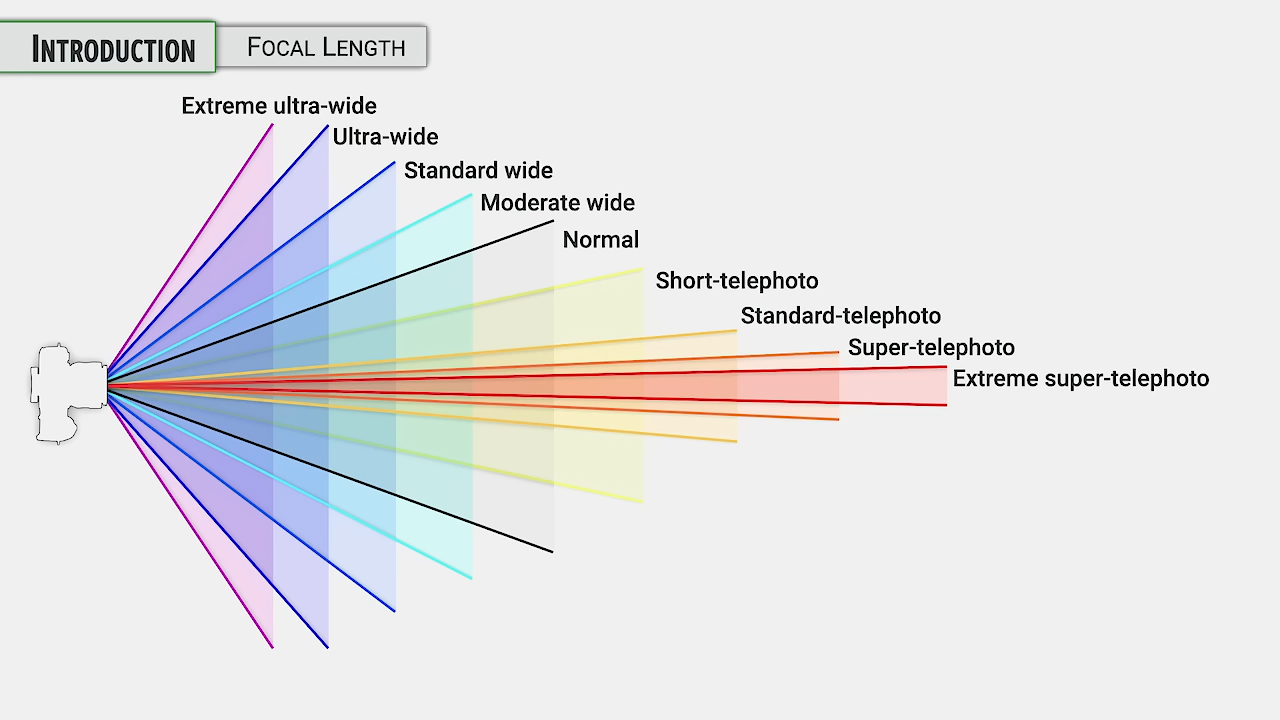 INTRODUCTION
FOCAL LENGTH
Extreme ultra-wide
Ultra-wide
Standard wide
Moderate wide
Normal
Short-telephoto
Standard-telephoto
Super-telephoto
Extreme super-telephoto